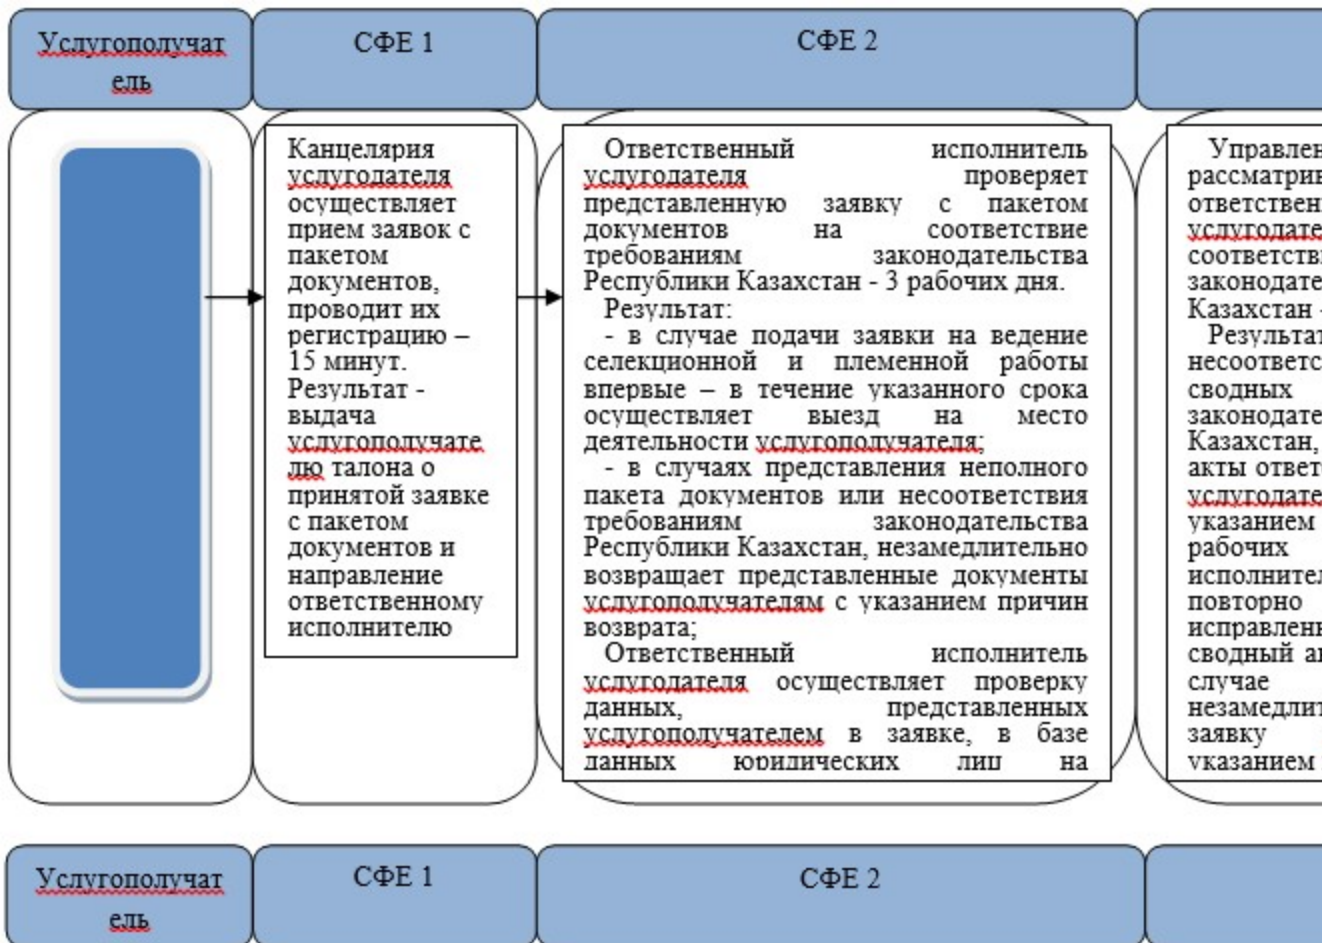 Услугополучат
ель
СФЕ 1
СФЕ 2
Канцелярия
услугодателя
осуществляет
прием заявок с
пакетом
документов,
проводит их
регистрацию –
15 минут.
Результат -
выдача
услугополучате
лю талона о
принятой заявке
с пакетом
документов и
направление
ответственному
исполнителю
Ответственный исполнитель
услугодателя проверяет
представленную заявку с пакетом
документов на соответствие
требованиям законодательства
Республики Казахстан - 3 рабочих дня.
Результат:
- в случае подачи заявки на ведение
селекционной и племенной работы
впервые – в течение указанного срока
осуществляет выезд на место
деятельности услугополучателя;
- в случаях представления неполного
пакета документов или несоответствия
требованиям законодательства
Республики Казахстан, незамедлительно
возвращает представленные документы
услугополучателям с указанием причин
возврата;
Ответственный исполнитель
услугодателя осуществляет проверку
данных, представленных
услугополучателем в заявке, в базе
данных юридических лиц на
Управлен
рассматрив
ответствен
услугодате
соответстви
законодате
Казахстан -
Результат
несоответс
сводных
законодате
Казахстан,
акты ответ
услугодате
указанием
рабочих
исполнител
повторно
исправленн
сводный а
случае
незамедлит
заявку
указанием
Услугополучат
ель
СФЕ 1
СФЕ 2